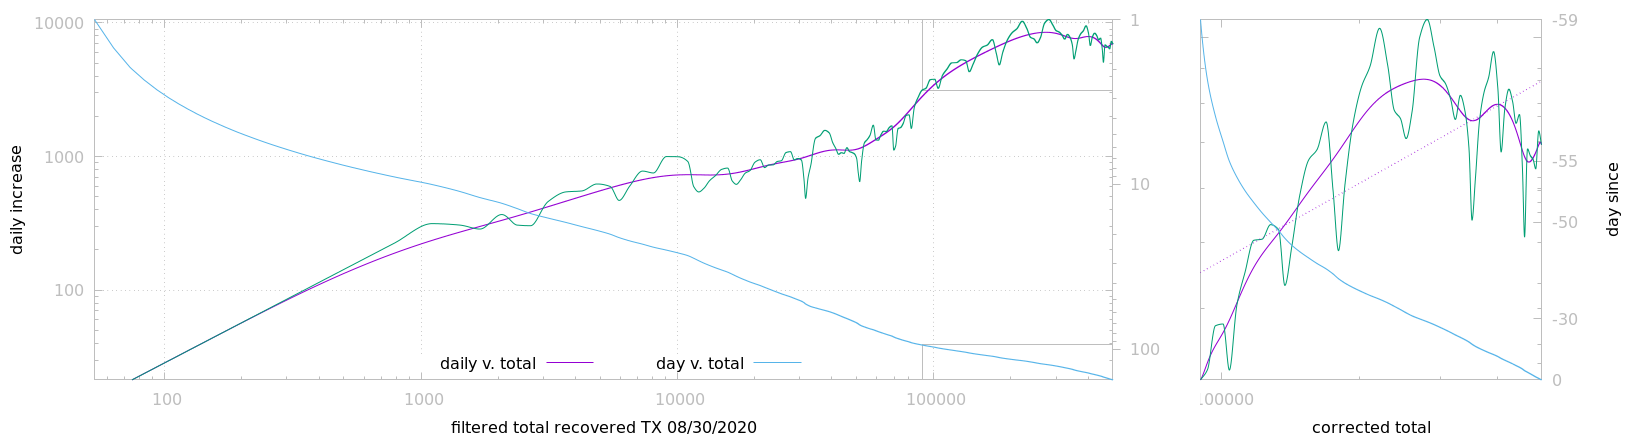 10000
1000
100
daily increase
100
1000
10000
100000
1
10
100
daily v. total
day v. total
filtered total recovered TX 08/30/2020
-59
-55
-50
-30
0
day since
00000
corrected total